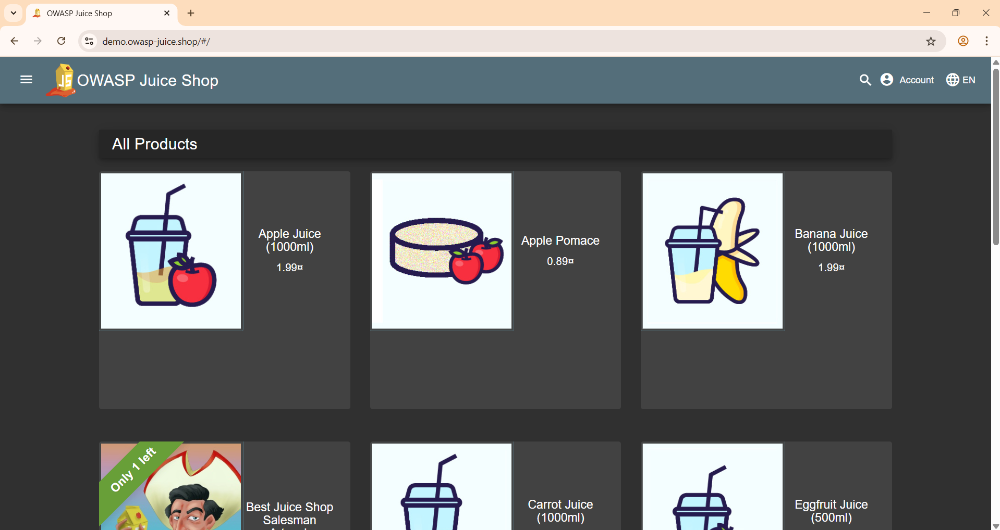 OWASP Juice Shop
demo.owasp-juice.shop/#/
JS
OWASP Juice Shop
Account
EN
All Products
Apple Juice
(1000ml)
1.99¤
Apple Pomace
0.89¤
Banana Juice
(1000ml)
1.99¤
Only 1 left
Best Juice Shop
Salesman
Carrot Juice
(1000ml)
Eggfruit Juice
(500ml)